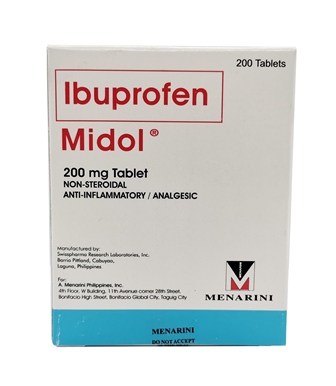 200 Tablets
Ibuprofen
Midol®
200 mg Tablet
NON-STEROIDAL
ANTI-INFLAMMATORY / ANALGESIC
Manufactured by:
Swisspharma Research Laboratories, Inc.
Barrio Pittland, Cabuyao,
Laguna, Philippines
For:
A. Menarini Philippines, Inc.
4th Floor, W Building, 11th Avenue corner 28th Street,
Bonifacio High Street, Bonifacio Global City, Taguig City
MENARINI
MENARINI
DO NOT ACCEPT